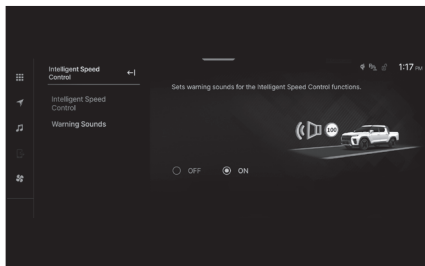 Intelligent Speed
Control
1:17 PM
Sets warning sounds for the Intelligent Speed Control functions.
Intelligent Speed
Control
Warning Sounds
100
OFF
ON